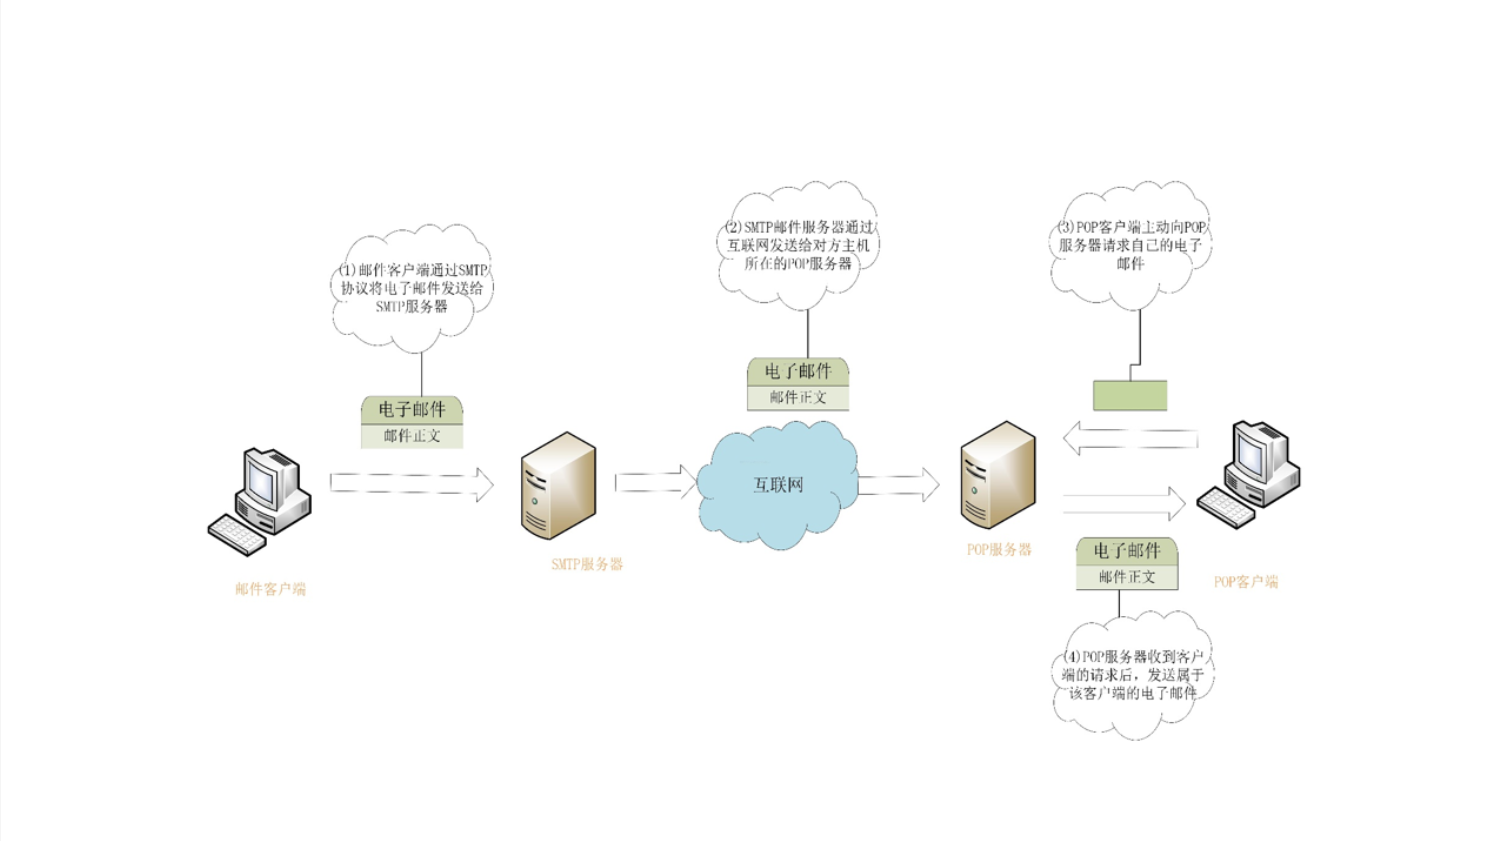 (1)邮件客户端通过SMTP
协议将电子邮件发送给
SMTP服务器
电子邮件
邮件正文
邮件客户端
SMTP服务器
(2)SMTP邮件服务器通过
互联网发送给对方主机
所在的POP服务器
电子邮件
邮件正文
互联网
(3)POP客户端主动向POP
服务器请求自己的电子
邮件
POP服务器
POP客户端
电子邮件
邮件正文
(4)POP服务器收到客户
端的请求后，发送属于
该客户端的电子邮件